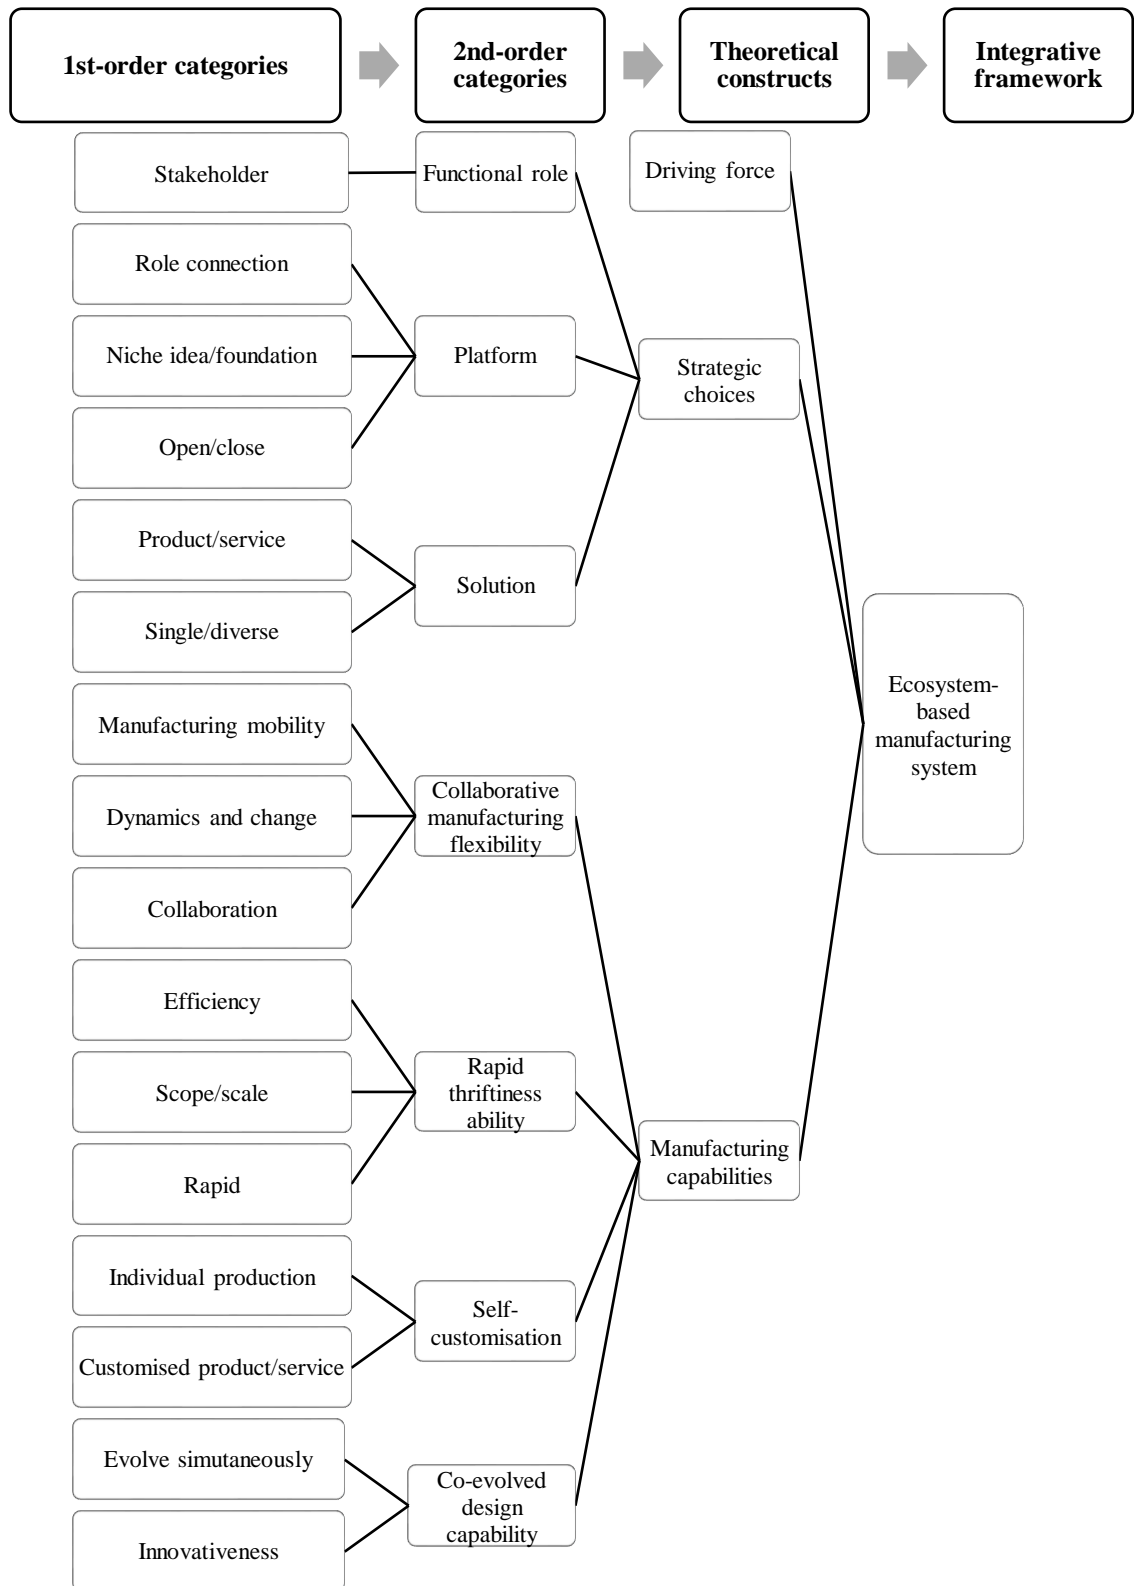 1st-order categories
2nd-order
categories
Theoretical
constructs
Integrative
framework
Stakeholder
Functional role
Driving force
Role connection
Niche idea/foundation
Platform
Strategic
choices
Open/close
Product/service
Solution
Single/diverse
Ecosystem-
based
manufacturing
system
Manufacturing mobility
Dynamics and change
Collaborative
manufacturing
flexibility
Collaboration
Efficiency
Scope/scale
Rapid
thriftiness
ability
Manufacturing
capabilities
Rapid
Individual production
Self-
customisation
Customised product/service
Evolve simutaneously
Co-evolved
design
capability
Innovativeness